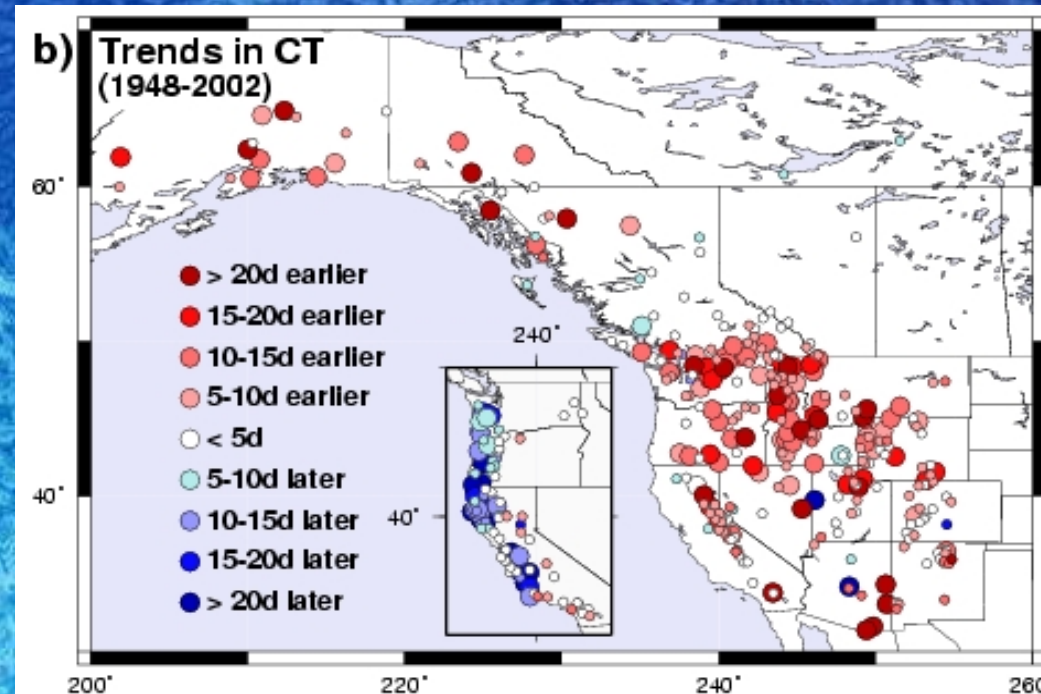 b) Trends in CT
(1948-2002)
60°
> 20d earlier
15-20d earlier
10-15d earlier
5-10d earlier
< 5d
5-10d later
10-15d later
15-20d later
> 20d later
240°
40°
40°
200°
220°
240°
260